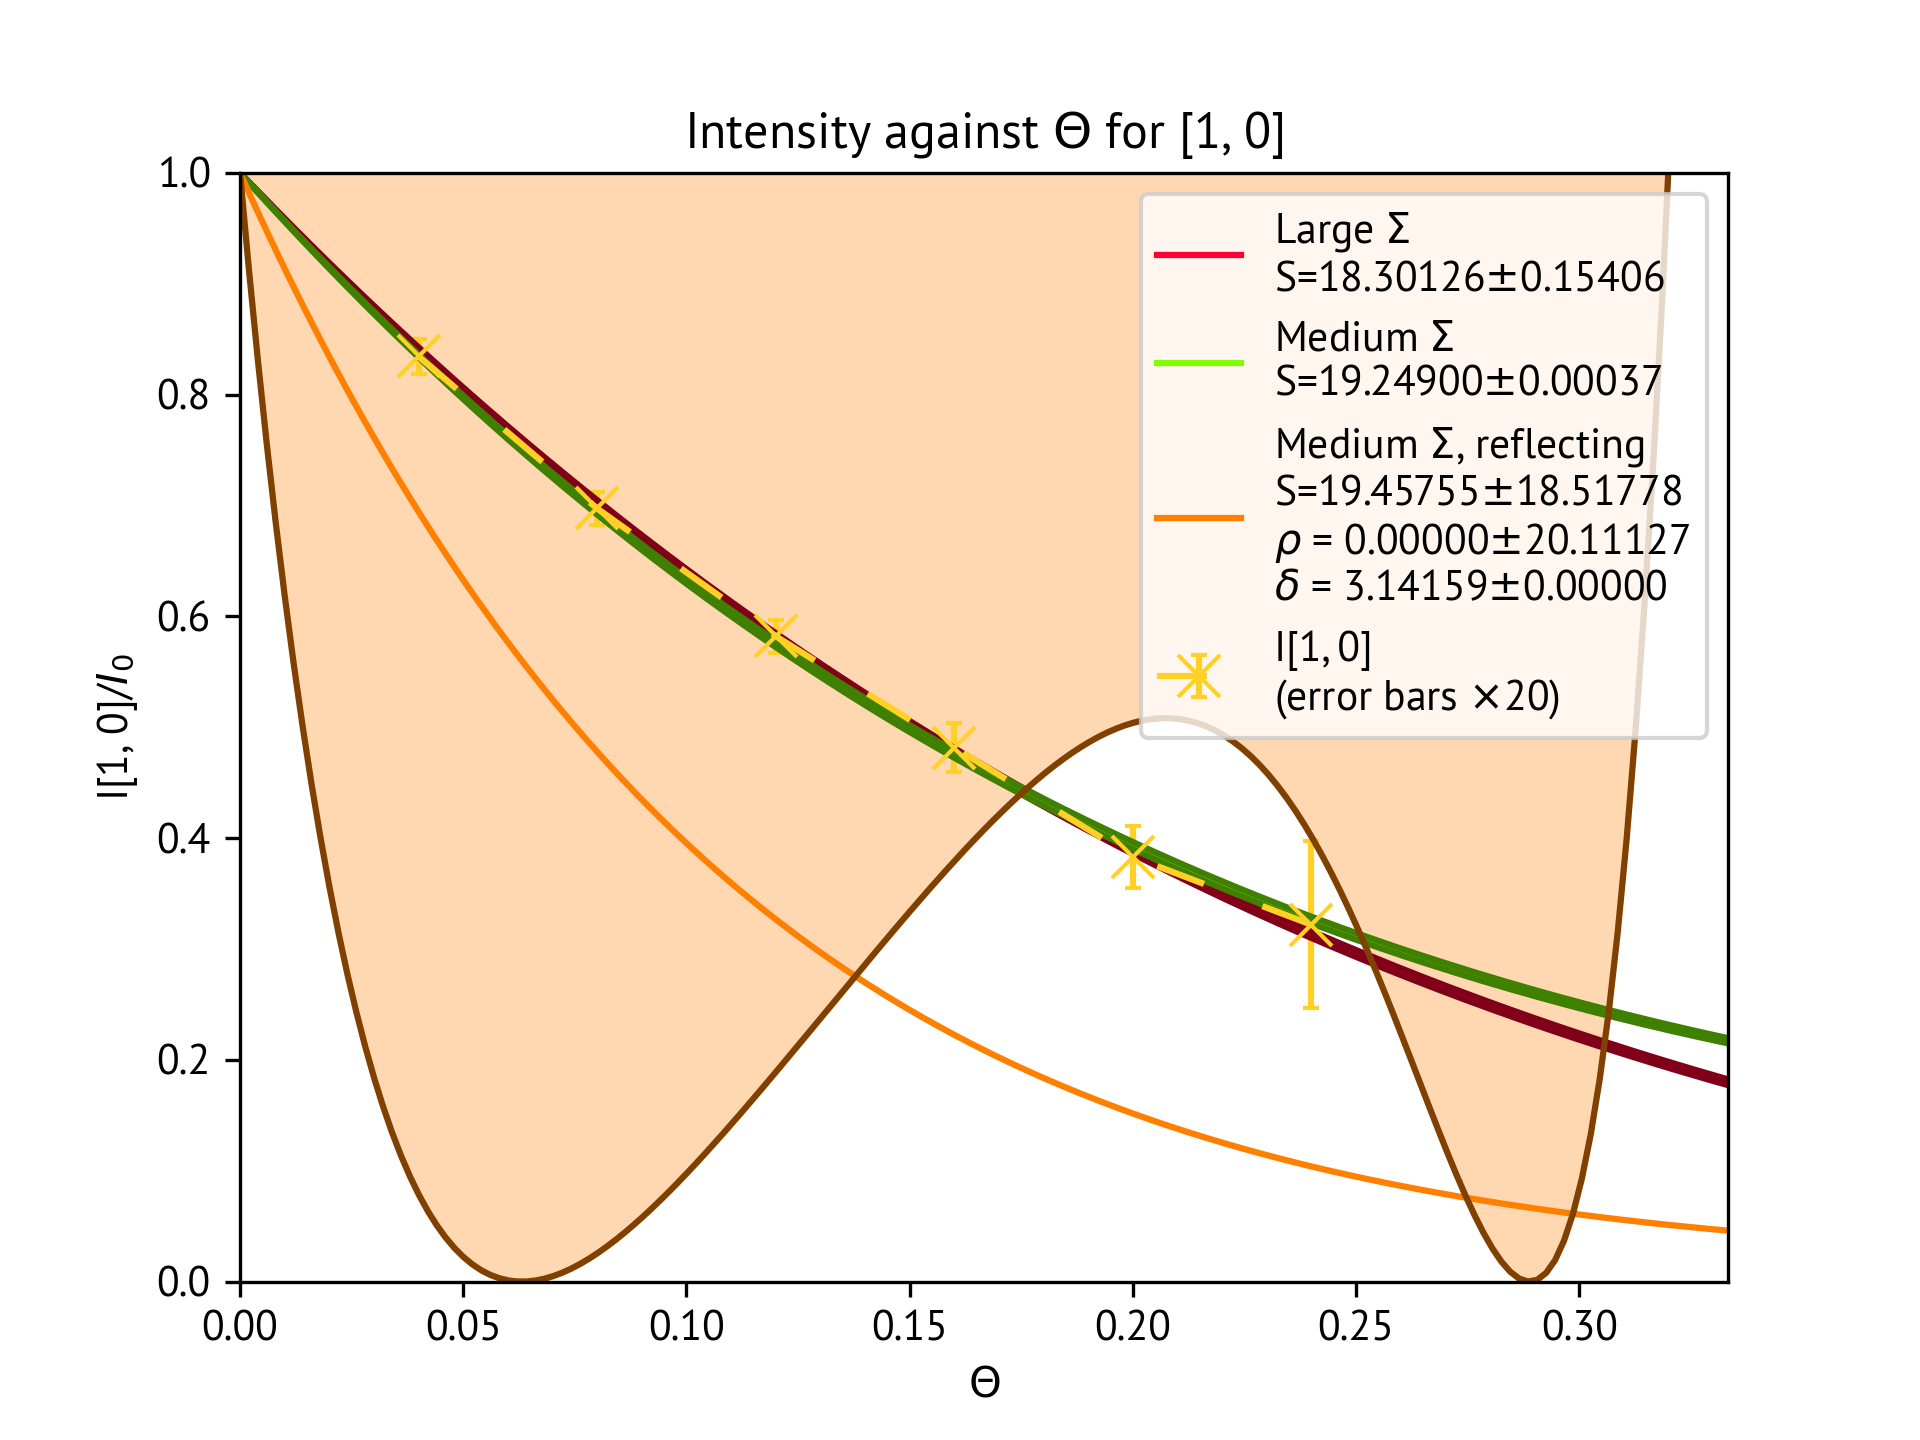 Intensity against Θ for [1, 0]
1.0
0.8
0.6
0.4
0.2
0.0
I[1, 0]/I₀
0.00 0.05 0.10 0.15 0.20 0.25 0.30
Θ
Large Σ
S=18.30126±0.15406
Medium Σ
S=19.24900±0.00037
Medium Σ, reflecting
S=19.45755±18.51778
ρ = 0.00000±20.11127
δ = 3.14159±0.00000
I[1, 0]
(error bars ×20)